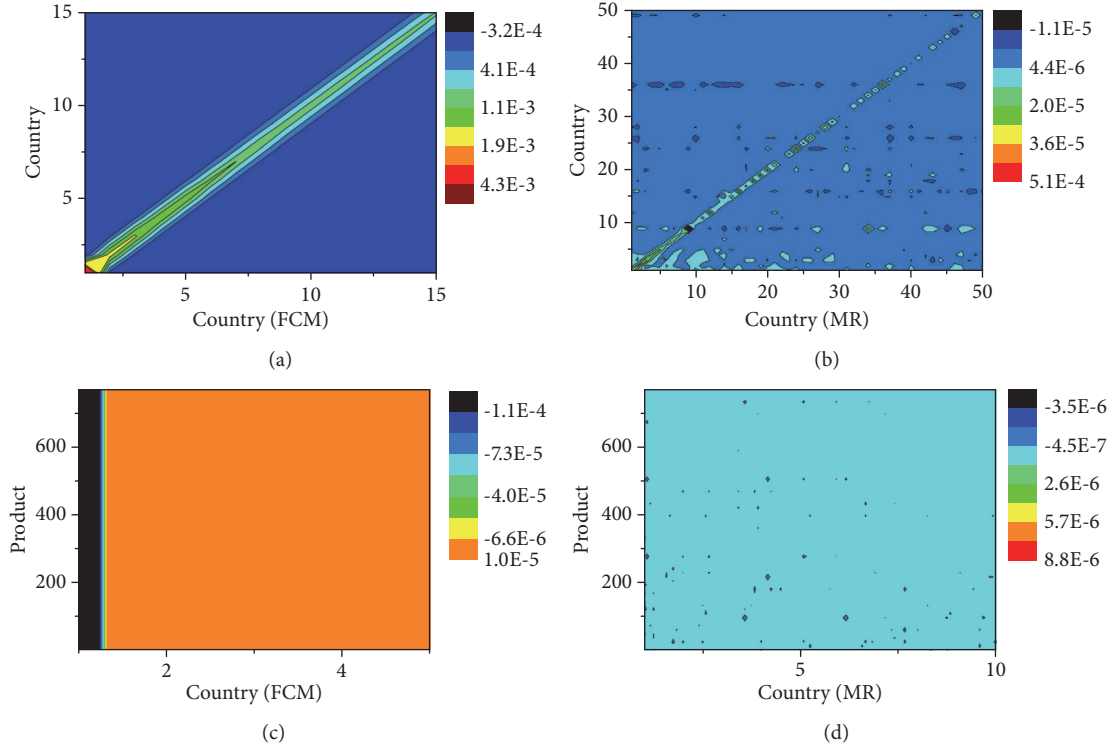 15
10
5
Country
5
10
15
Country (FCM)
-3.2E-4
4.1E-4
1.1E-3
1.9E-3
4.3E-3
(a)
50
40
30
20
10
Country
10
20
30
40
50
Country (MR)
-1.1E-5
4.4E-6
2.0E-5
3.6E-5
5.1E-4
(b)
600
400
200
Product
2
4
Country (FCM)
-1.1E-4
-7.3E-5
-4.0E-5
-6.6E-6
1.0E-5
(c)
600
400
200
Product
5
10
Country (MR)
-3.5E-6
-4.5E-7
2.6E-6
5.7E-6
8.8E-6
(d)